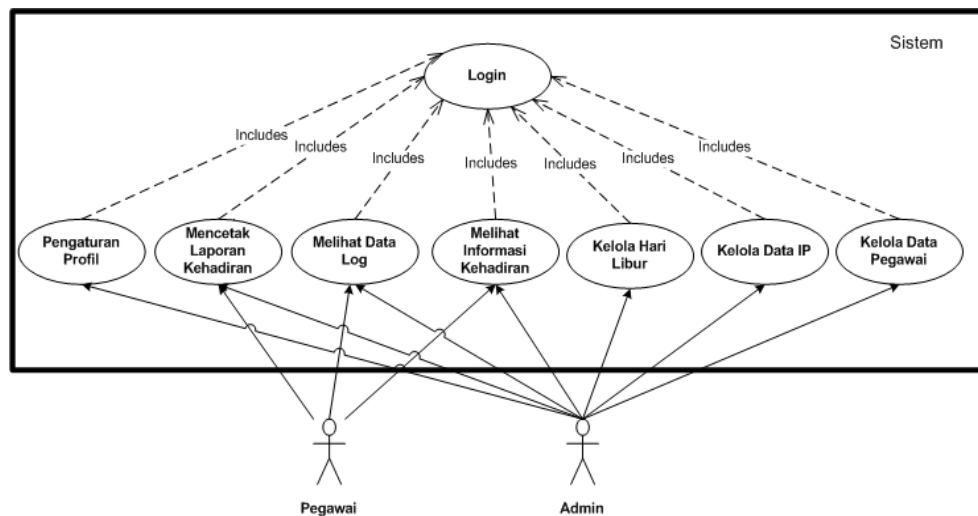 Sistem
Login
Includes
Includes
Includes
Includes
Includes
Includes
Includes
Pengaturan
Profil
Mencetak
Laporan
Kehadiran
Melihat Data
Log
Melihat
Informasi
Kehadiran
Kelola Hari
Libur
Kelola Data IP
Kelola Data
Pegawai
Pegawai
Admin